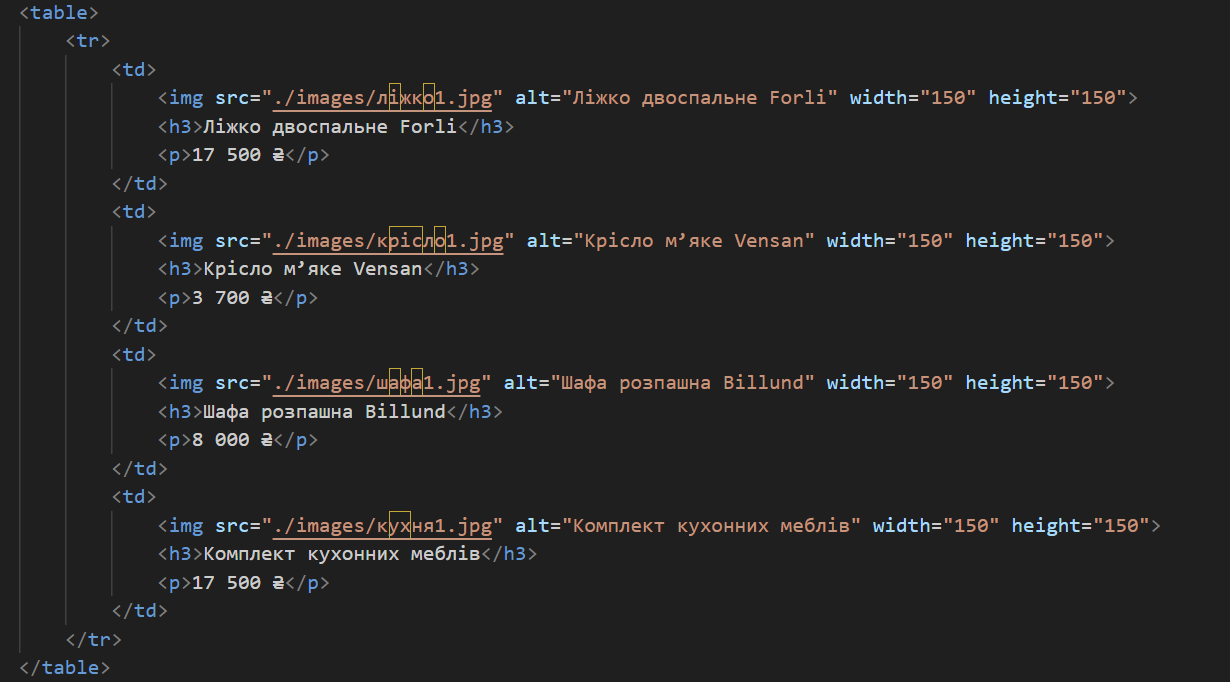 <table>
<tr>
<td>
<img src="./images/ліжко1.jpg" alt="Ліжко двоспальне Forli" width="150" height="150">
<h3>Ліжко двоспальне Forli</h3>
<p>17 500 ₴</p>
</td>
<td>
<img src="./images/крісло1.jpg" alt="Крісло м’яке Vensan" width="150" height="150">
<h3>Крісло м’яке Vensan</h3>
<p>3 700 ₴</p>
</td>
<td>
<img src="./images/шафа1.jpg" alt="Шафа розпашна Billund" width="150" height="150">
<h3>Шафа розпашна Billund</h3>
<p>8 000 ₴</p>
</td>
<td>
<img src="./images/кухня1.jpg" alt="Комплект кухонних меблів" width="150" height="150">
<h3>Комплект кухонних меблів</h3>
<p>17 500 ₴</p>
</td>
</tr>
</table>